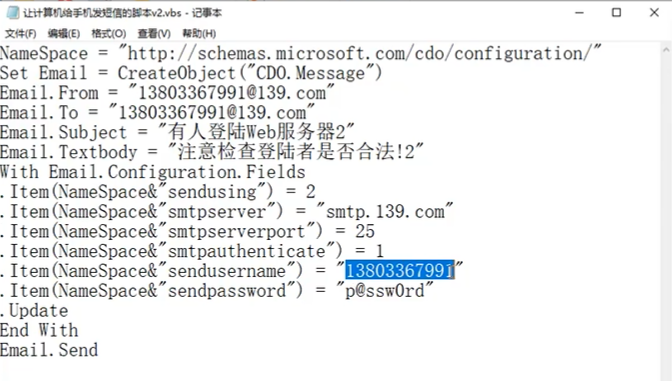 让计算机给手机发短信的脚本v2.vbs - 记事本
文件(F) 编辑(E) 格式(O) 查看(V) 帮助(H)
NameSpace = "http://schemas.microsoft.com/cdo/configuration/"
Set Email = CreateObject("CDO.Message")
Email.From = "13803367991@139.com"
Email.To = "13803367991@139.com"
Email.Subject = "有人登陆Web服务器2"
Email.Textbody = "注意检查登陆者是否合法!2"
With Email.Configuration.Fields
.Item(NameSpace&"sendusing") = 2
.Item(NameSpace&"smtpserver") = "smtp.139.com"
.Item(NameSpace&"smtpserverport") = 25
.Item(NameSpace&"smtpauthenticate") = 1
.Item(NameSpace&"sendusername") = "13803367991"
.Item(NameSpace&"sendpassword") = "p@ssw0rd"
.Update
End With
Email.Send